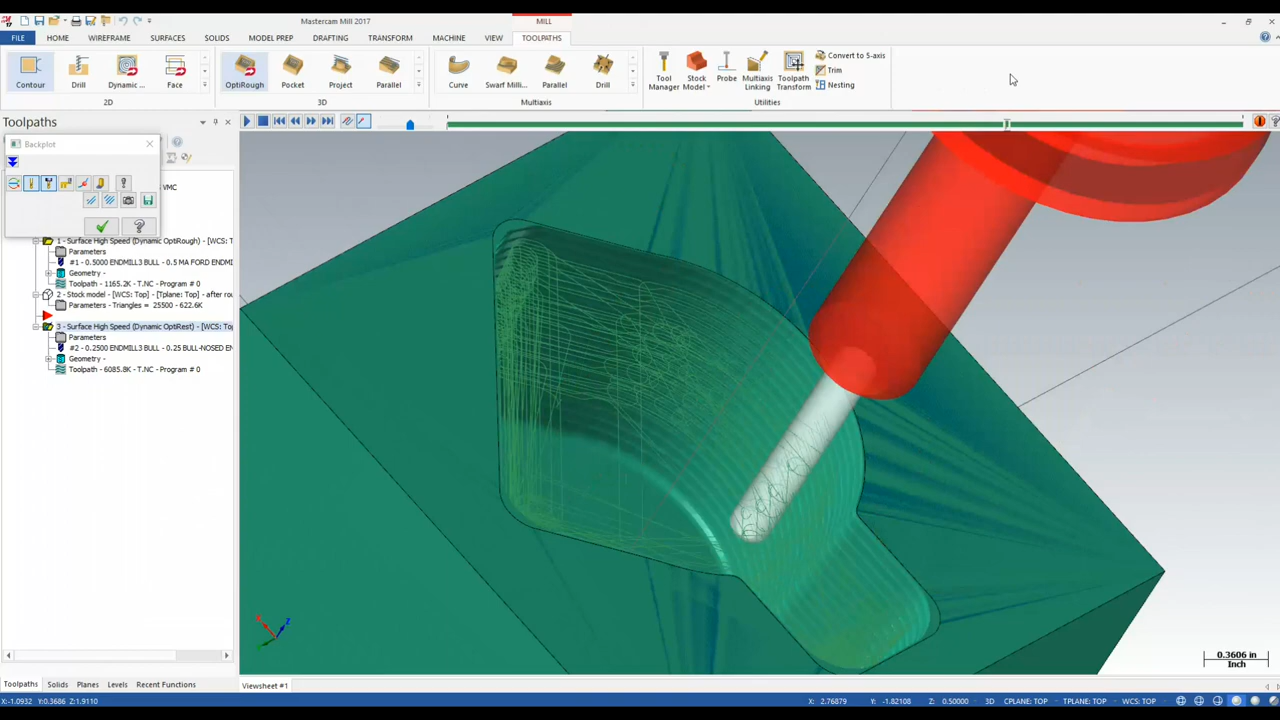 Mastercam Mill 2017
MILL
FILE
HOME
WIREFRAME
SURFACES
SOLIDS
MODEL PREP
DRAFTING
TRANSFORM
MACHINE
VIEW
TOOLPATHS
Contour
Drill
Dynamic ...
Face
2D
OptiRough
Pocket
Project
Parallel
3D
Curve
Swarf Milli...
Parallel
Drill
Multiaxis
Tool Manager
Stock Model
Probe
Multiaxis Linking
Toolpath Transform
Convert to 5-axis
Trim
Nesting
Utilities
Toolpaths
Backplot
VMC
1 - Surface High Speed (Dynamic OptiRough) - [WCS: T
Parameters
#1 - 0.5000 ENDMILL3 BULL - 0.5 MA FORD ENDMI
Geometry -
Toolpath - 1165.2K - T.NC - Program # 0
2 - Stock model - [WCS: Top] - [Tplane: Top] - after ro
Parameters - Triangles = 25500 - 622.6K
3 - Surface High Speed (Dynamic OptiRest) - [WCS: Top
Parameters
#2 - 0.2500 ENDMILL3 BULL - 0.25 BULL-NOSED EN
Geometry -
Toolpath - 6085.8K - T.NC - Program # 0
0.3606 in
Inch
Toolpaths
Solids
Planes
Levels
Recent Functions
Viewsheet #1
X:-1.0932 Y:0.3686 Z:1.9110
X: 2.76879 Y: -1.82108 Z: 0.50000 3D CPLANE: TOP TPLANE: TOP WCS: TOP